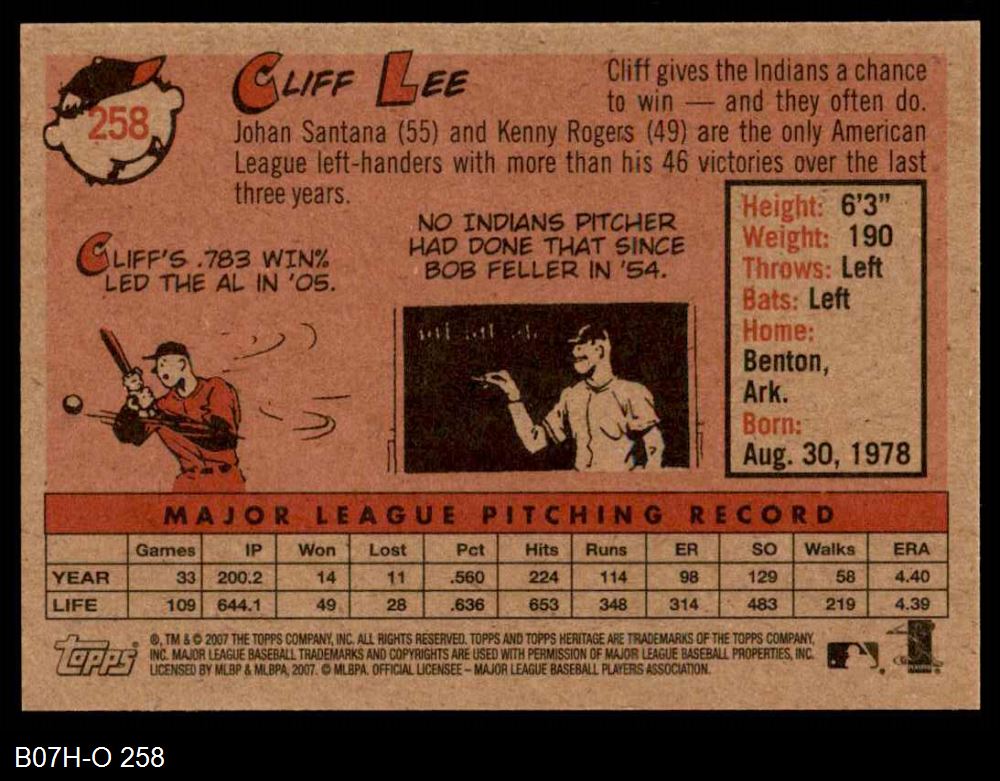 258
CLIFF LEE
Cliff gives the Indians a chance
to win — and they often do.
Johan Santana (55) and Kenny Rogers (49) are the only American
League left-handers with more than his 46 victories over the last
three years.
CLIFF'S .783 WIN%
LED THE AL IN '05.
NO INDIANS PITCHER
HAD DONE THAT SINCE
BOB FELLER IN '54.
Height: 6'3"
Weight: 190
Throws: Left
Bats: Left
Home:
Benton,
Ark.
Born:
Aug. 30, 1978
MAJOR LEAGUE PITCHING RECORD
Games IP Won Lost Pct Hits Runs ER SO Walks ERA
YEAR 33 200.2 14 11 .560 224 114 98 129 58 4.40
LIFE 109 644.1 49 28 .636 653 348 314 483 219 4.39
Topps
®, TM & © 2007 THE TOPPS COMPANY, INC. ALL RIGHTS RESERVED. TOPPS AND TOPPS HERITAGE ARE TRADEMARKS OF THE TOPPS COMPANY,
INC. MAJOR LEAGUE BASEBALL TRADEMARKS AND COPYRIGHTS ARE USED WITH PERMISSION OF MAJOR LEAGUE BASEBALL PROPERTIES, INC.
LICENSED BY MLBP & MLBPA, 2007. © MLBPA. OFFICIAL LICENSEE – MAJOR LEAGUE BASEBALL PLAYERS ASSOCIATION.
B07H-O 258